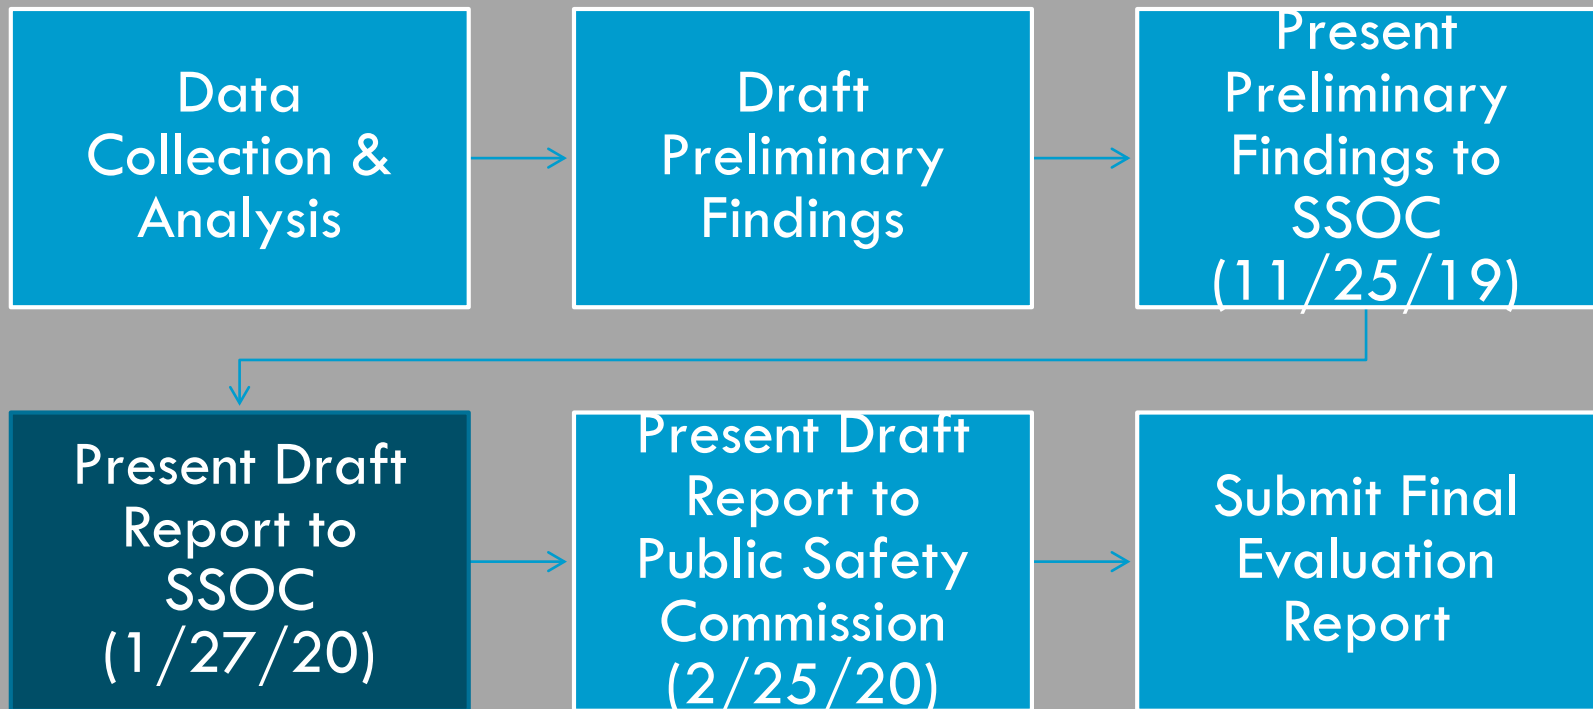 Data
Collection &
Analysis
Draft
Preliminary
Findings
Present
Preliminary
Findings to
SSOC
(11/25/19)
Present Draft
Report to
SSOC
(1/27/20)
Present Draft
Report to
Public Safety
Commission
(2/25/20)
Submit Final
Evaluation
Report